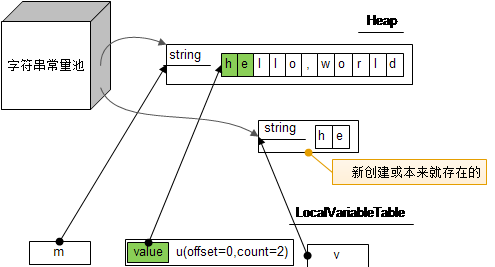 Heap
字符串常量池
string
h e l l o , w o r l d
string
h e
新创建或本来就存在的
LocalVariableTable
m
value u(offset=0,count=2)
v